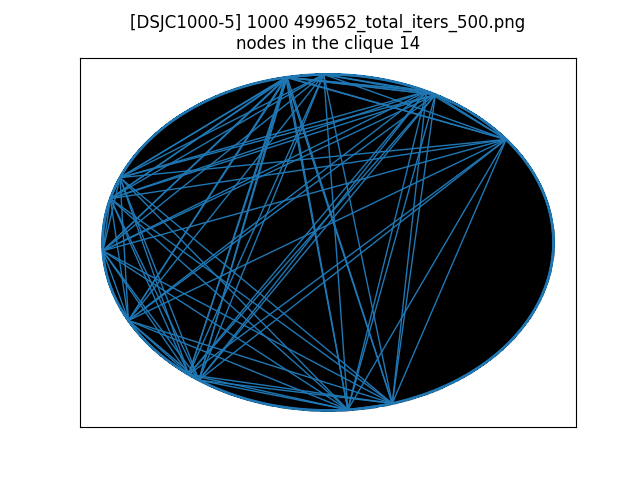 [DSJC1000-5] 1000 499652_total_iters_500.png
nodes in the clique 14